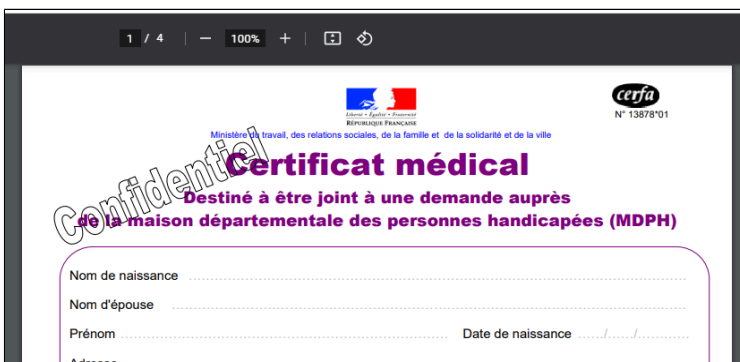 1 / 4 | − 100% + |
Liberté • Égalité • Fraternité
RÉPUBLIQUE FRANÇAISE
cerfa
N° 13878*01
Ministère du travail, des relations sociales, de la famille et de la solidarité et de la ville
Confidentiel
Certificat médical
Destiné à être joint à une demande auprès
de la maison départementale des personnes handicapées (MDPH)
Nom de naissance
Nom d'épouse
Prénom Date de naissance ...../....../............
Adresse